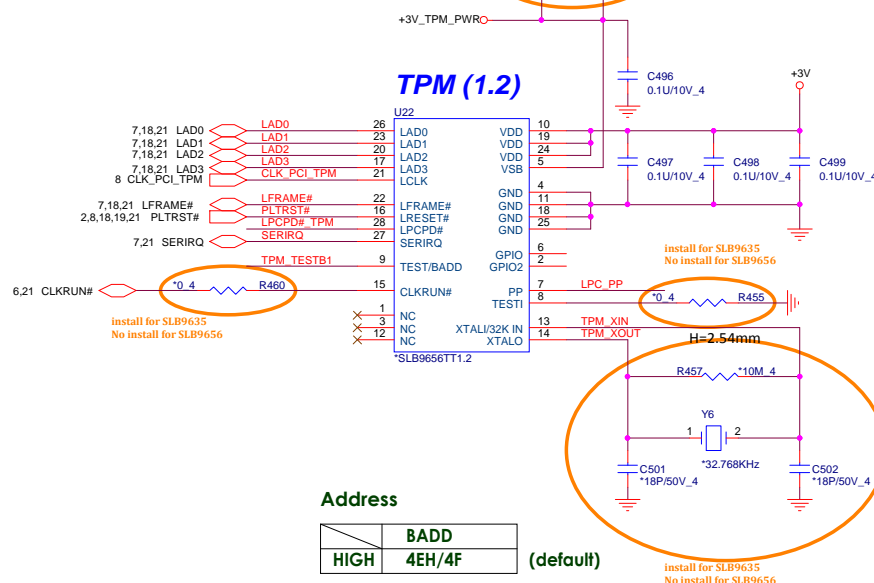 +3V_TPM_PWR
C496
0.1U/10V_4
+3V
TPM (1.2)
U22
7,18,21 LAD0
LAD0
26
LAD0
7,18,21 LAD1
LAD1
23
LAD1
7,18,21 LAD2
LAD2
20
LAD2
7,18,21 LAD3
LAD3
17
LAD3
8 CLK_PCI_TPM
CLK_PCI_TPM
21
LCLK
7,18,21 LFRAME#
LFRAME#
22
LFRAME#
2,8,18,19,21 PLTRST#
PLTRST#
16
LRESET#
LPCPD#_TPM
28
LPCPD#
7,21 SERIRQ
SERIRQ
27
SERIRQ
TPM_TESTB1
9
TEST/BADD
6,21 CLKRUN#
*0_4
R460
15
CLKRUN#
install for SLB9635
No install for SLB9656
1
NC
3
NC
12
NC
VDD
10
VDD
19
VDD
24
VSB
5
GND
4
GND
11
GND
18
GND
25
GPIO
6
GPIO2
2
PP
7
LPC_PP
TESTI
8
*0_4
R455
XTALI/32K IN
13
TPM_XIN
XTALO
14
TPM_XOUT
*SLB9656TT1.2
C497
0.1U/10V_4
C498
0.1U/10V_4
C499
0.1U/10V_4
install for SLB9635
No install for SLB9656
H=2.54mm
R457
*10M_4
Y6
1
2
*32.768KHz
C501
*18P/50V_4
C502
*18P/50V_4
install for SLB9635
No install for SLB9656
Address
BADD
HIGH
4EH/4F
(default)